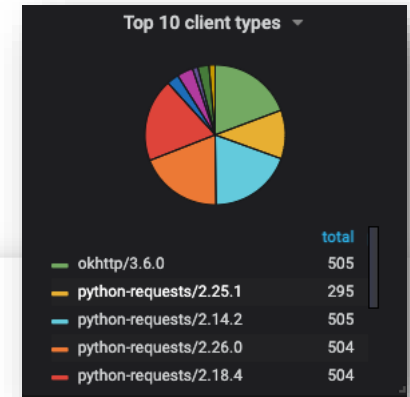 Top 10 client types
total
okhttp/3.6.0 505
python-requests/2.25.1 295
python-requests/2.14.2 505
python-requests/2.26.0 504
python-requests/2.18.4 504